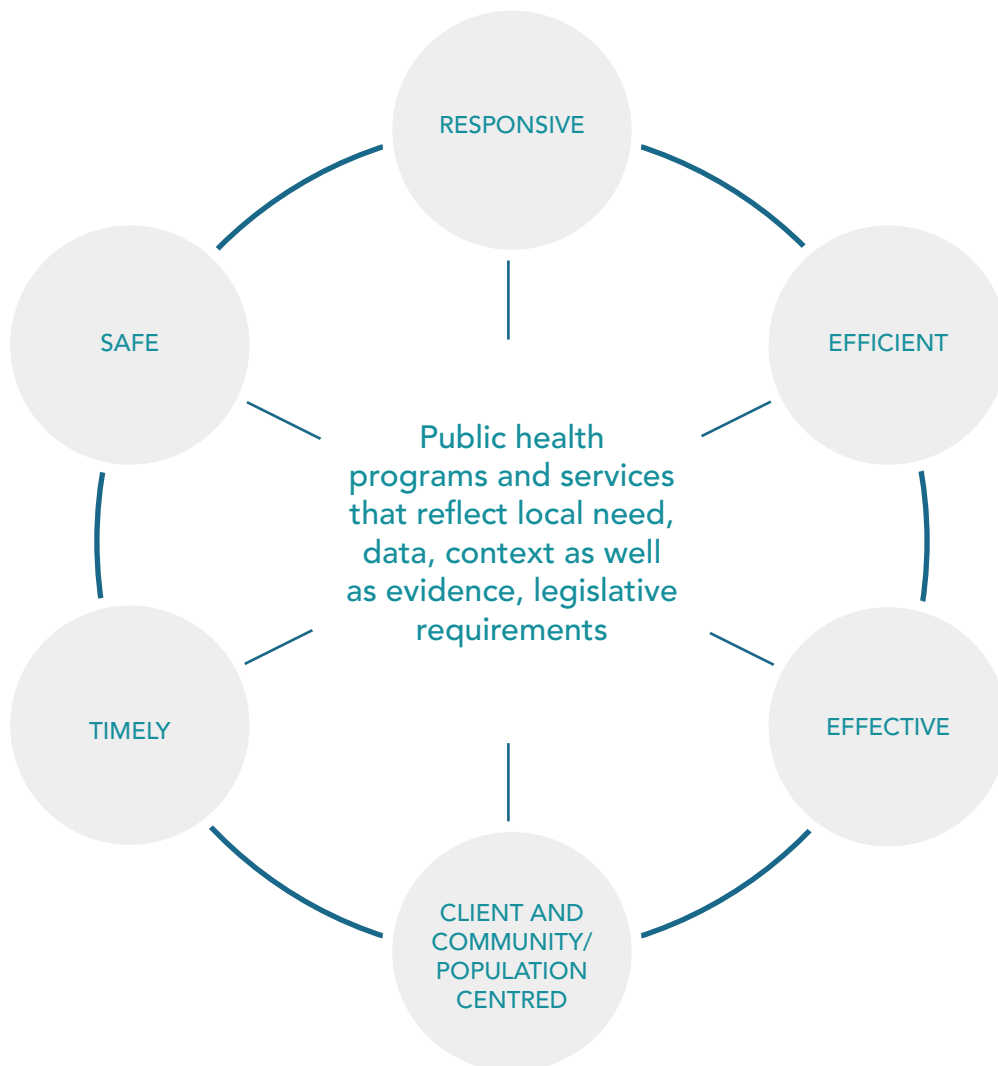 RESPONSIVE
SAFE
EFFICIENT
Public health
programs and services
that reflect local need,
data, context as well
as evidence, legislative
requirements
TIMELY
EFFECTIVE
CLIENT AND
COMMUNITY/
POPULATION
CENTRED